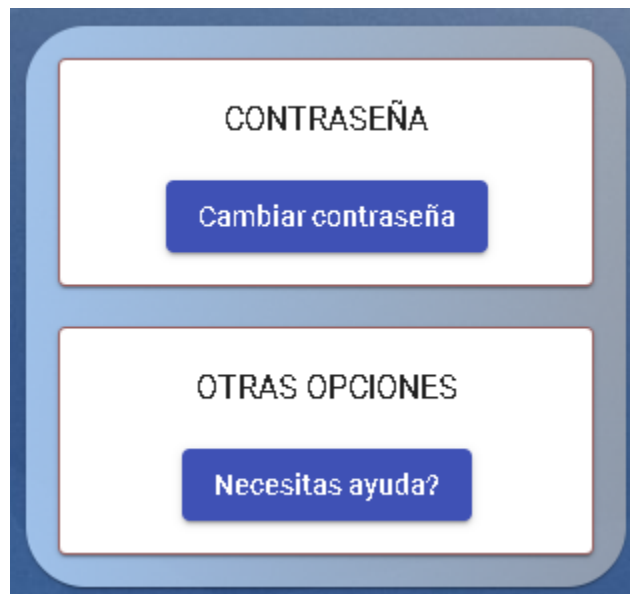 CONTRASEÑA
Cambiar contraseña
OTRAS OPCIONES
Necesitas ayuda?